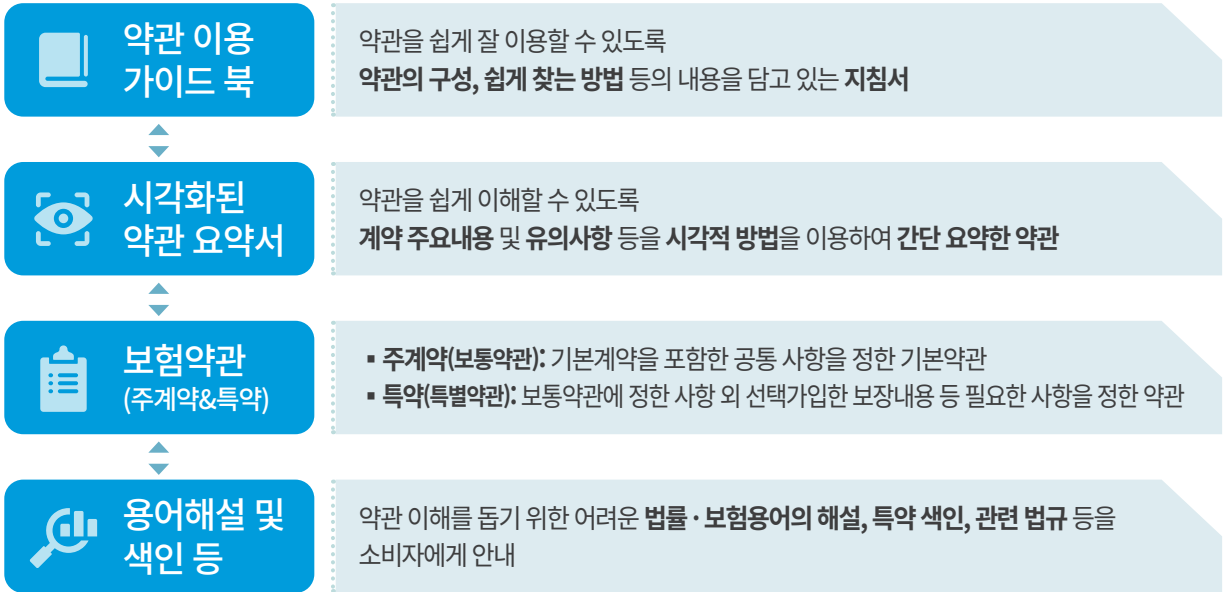 약관 이용
가이드 북
약관을 쉽게 잘 이용할 수 있도록
약관의 구성, 쉽게 찾는 방법 등의 내용을 담고 있는 지침서
시각화된
약관 요약서
약관을 쉽게 이해할 수 있도록
계약 주요내용 및 유의사항 등을 시각적 방법을 이용하여 간단 요약한 약관
보험약관
(주계약&특약)
▪ 주계약(보통약관): 기본계약을 포함한 공통 사항을 정한 기본약관
▪ 특약(특별약관): 보통약관에 정한 사항 외 선택가입한 보장내용 등 필요한 사항을 정한 약관
용어해설 및
색인 등
약관 이해를 돕기 위한 어려운 법률 · 보험용어의 해설, 특약 색인, 관련 법규 등을
소비자에게 안내